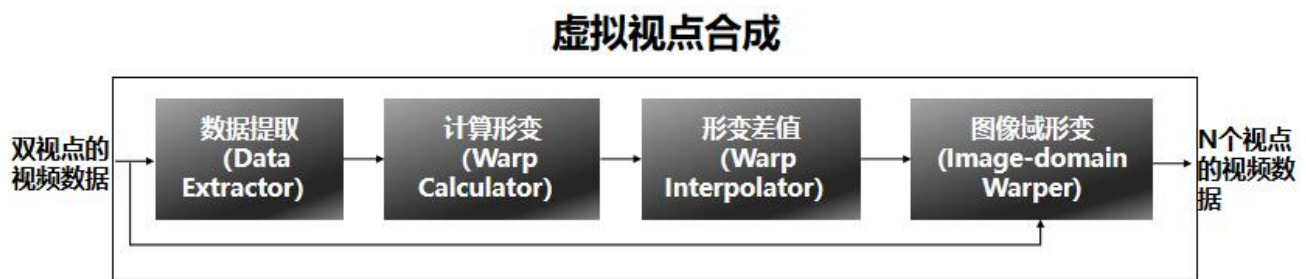 虚拟视点合成
双视点的
视频数据
数据提取
(Data
Extractor)
计算形变
(Warp
Calculator)
形变差值
(Warp
Interpolator)
图像域形变
(Image-domain
Warper)
N个视点
的视频数
据